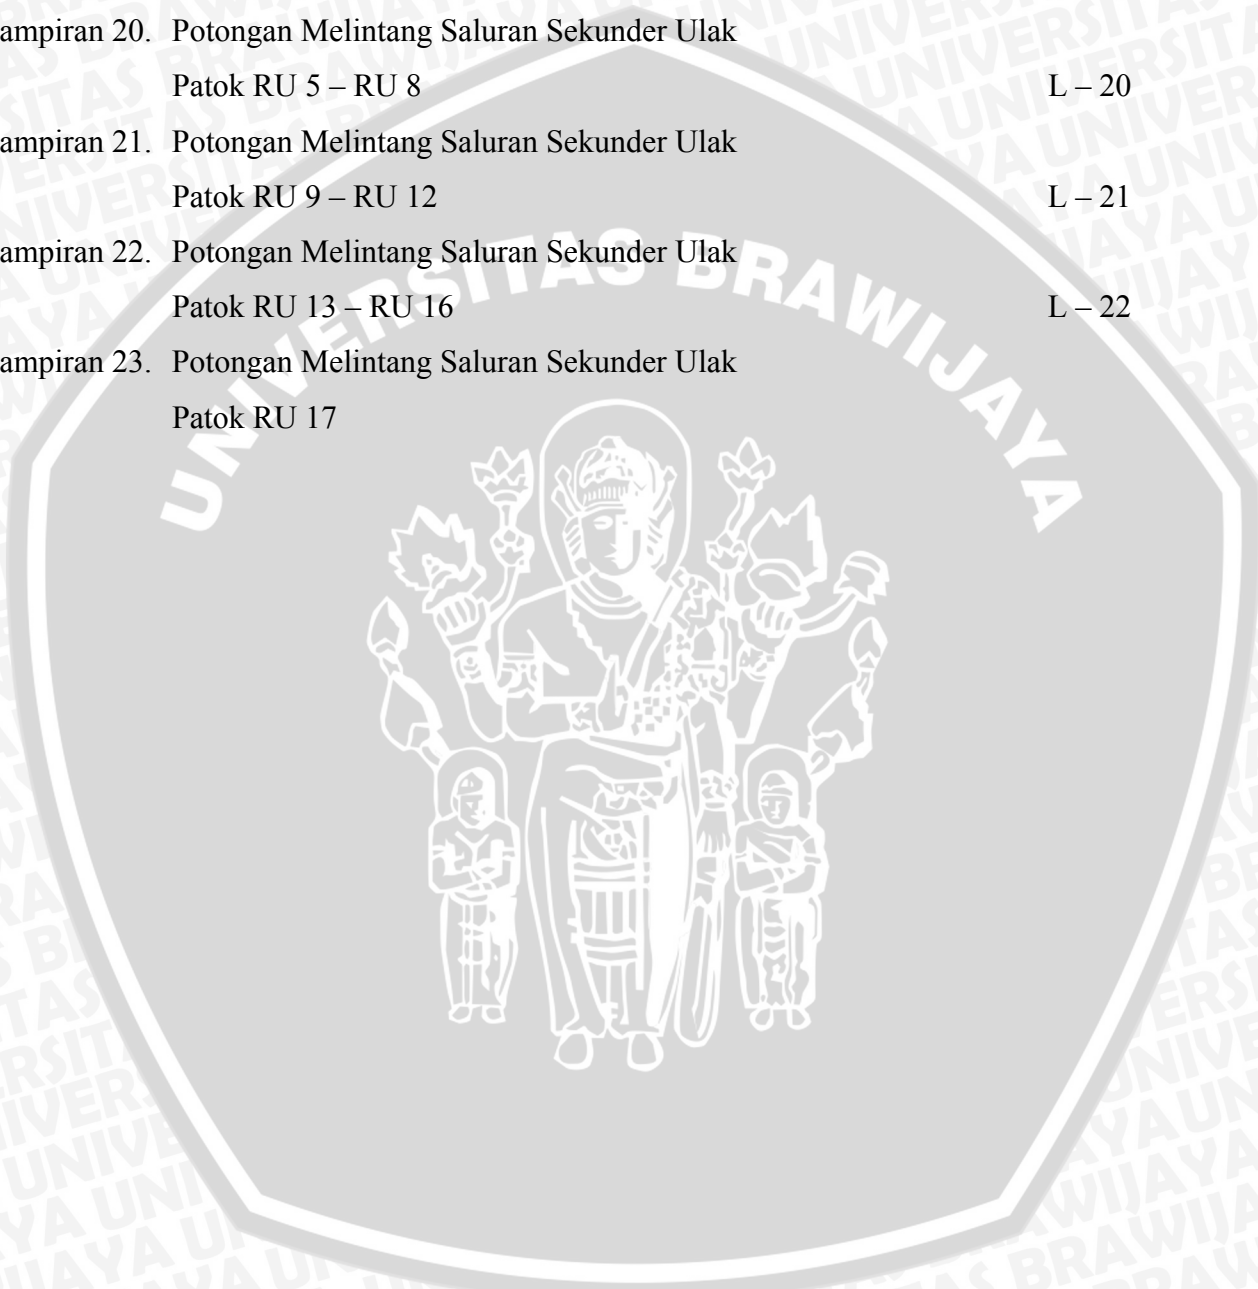 ampiran 20. Potongan Melintang Saluran Sekunder Ulak
Patok RU 5 – RU 8 L – 20
ampiran 21. Potongan Melintang Saluran Sekunder Ulak
Patok RU 9 – RU 12 L – 21
ampiran 22. Potongan Melintang Saluran Sekunder Ulak
Patok RU 13 – RU 16 L – 22
ampiran 23. Potongan Melintang Saluran Sekunder Ulak
Patok RU 17
UNIVERSITAS BRAWIJAYA